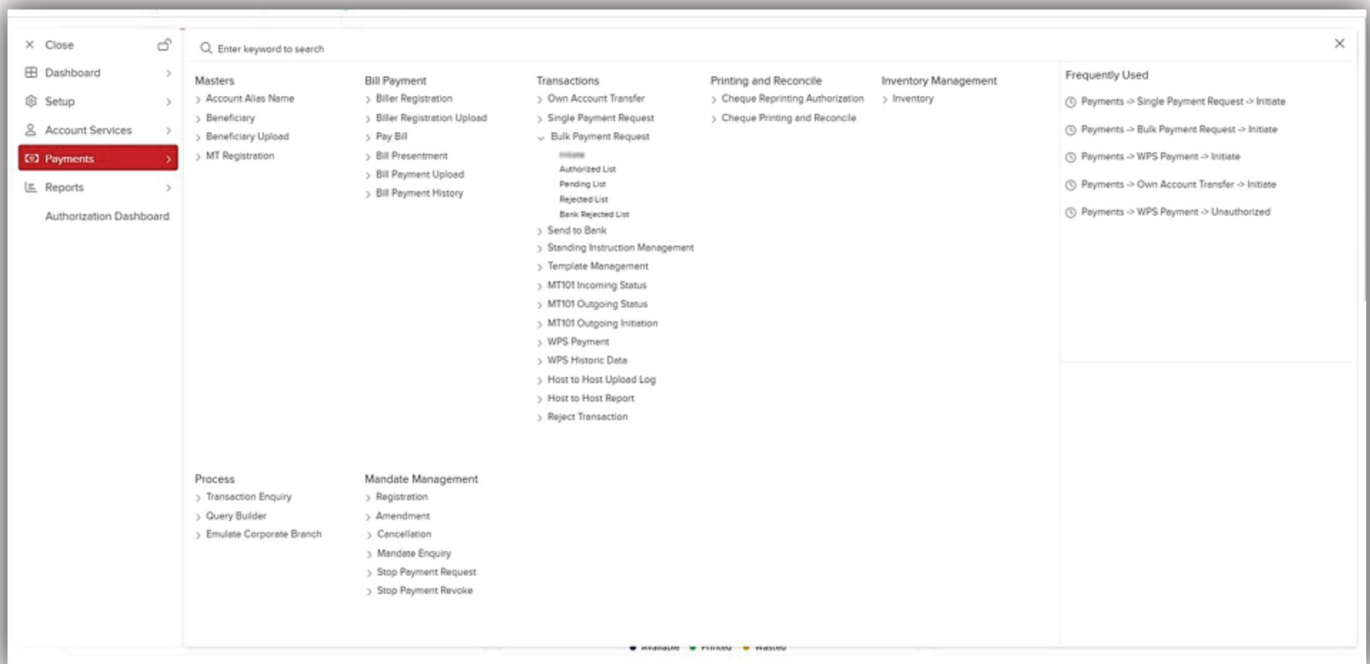 Close
Dashboard
Setup
Account Services
Payments
Reports
Authorization Dashboard
Enter keyword to search
Masters
Account Alias Name
Beneficiary
Beneficiary Upload
MT Registration
Bill Payment
Biller Registration
Biller Registration Upload
Pay Bill
Bill Presentment
Bill Payment Upload
Bill Payment History
Transactions
Own Account Transfer
Single Payment Request
Bulk Payment Request
Initiate
Authorized List
Pending List
Rejected List
Bank Rejected List
Send to Bank
Standing Instruction Management
Template Management
MT101 Incoming Status
MT101 Outgoing Status
MT101 Outgoing Initiation
WPS Payment
WPS Historic Data
Host to Host Upload Log
Host to Host Report
Reject Transaction
Printing and Reconcile
Cheque Reprinting Authorization
Cheque Printing and Reconcile
Inventory Management
Inventory
Frequently Used
Payments -> Single Payment Request -> Initiate
Payments -> Bulk Payment Request -> Initiate
Payments -> WPS Payment -> Initiate
Payments -> Own Account Transfer -> Initiate
Payments -> WPS Payment -> Unauthorized
Process
Transaction Enquiry
Query Builder
Emulate Corporate Branch
Mandate Management
Registration
Amendment
Cancellation
Mandate Enquiry
Stop Payment Request
Stop Payment Revoke
Available Printed Wasted